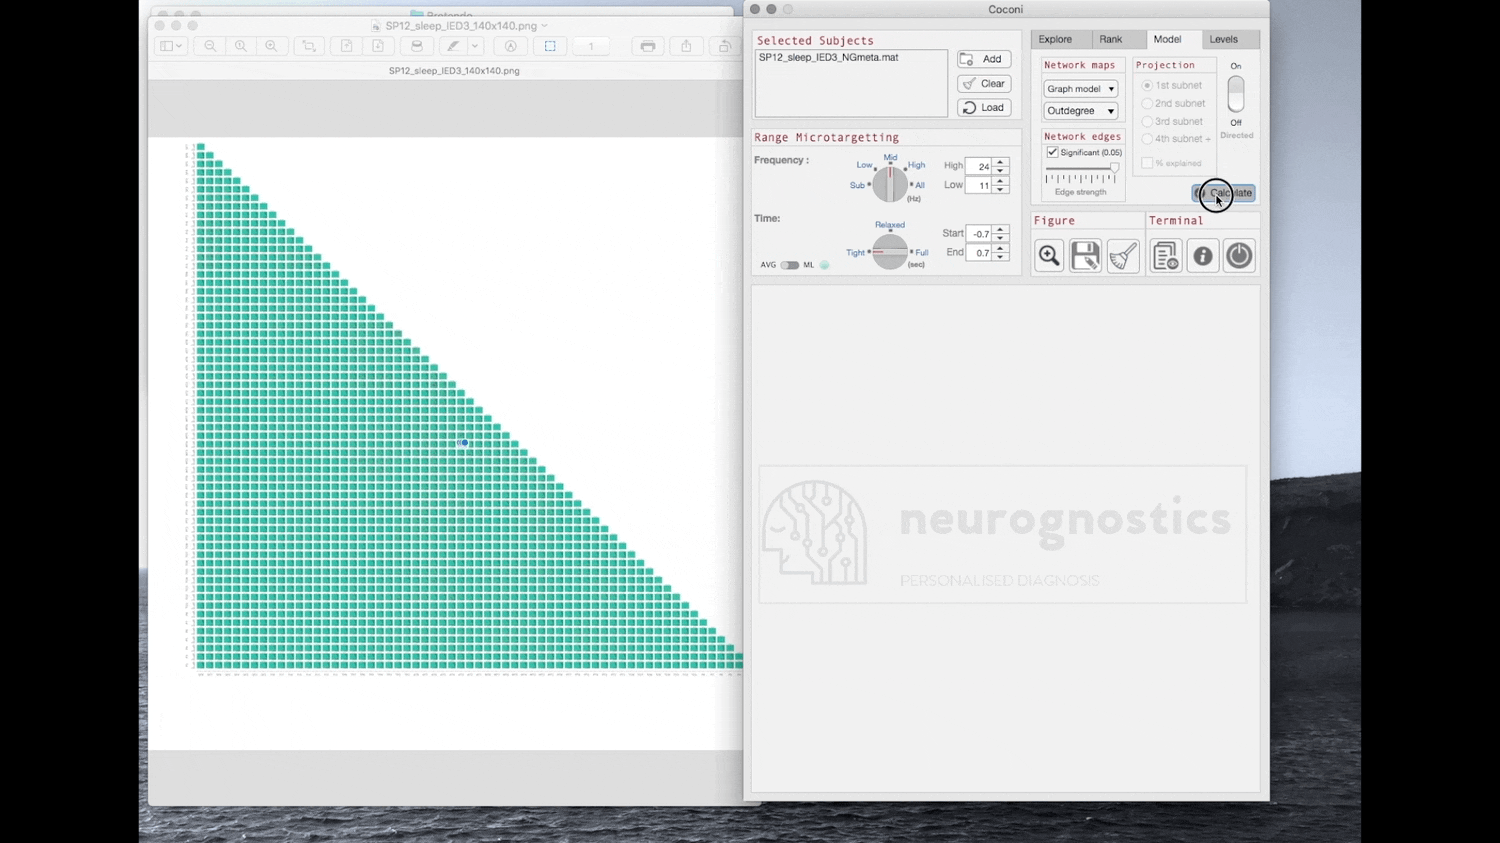 SP12_sleep_IED3_140x140.png
1
SP12_sleep_IED3_140x140.png
Coconi
Selected Subjects
SP12_sleep_IED3_NGmeta.mat
Add
Clear
Load
Explore
Rank
Model
Levels
Network maps
Graph model
Outdegree
Network edges
Significant (0.05)
Edge strength
Projection
1st subnet
2nd subnet
3rd subnet
4th subnet +
% explained
On
Off
Directed
Calculate
Range Microtargetting
Frequency :
Low
Mid
High
Sub
All
(Hz)
High 24
Low 11
Time:
Relaxed
Tight
Full
(sec)
Start -0.7
End 0.7
AVG
ML
Figure
Terminal
neurognostics
PERSONALISED DIAGNOSIS